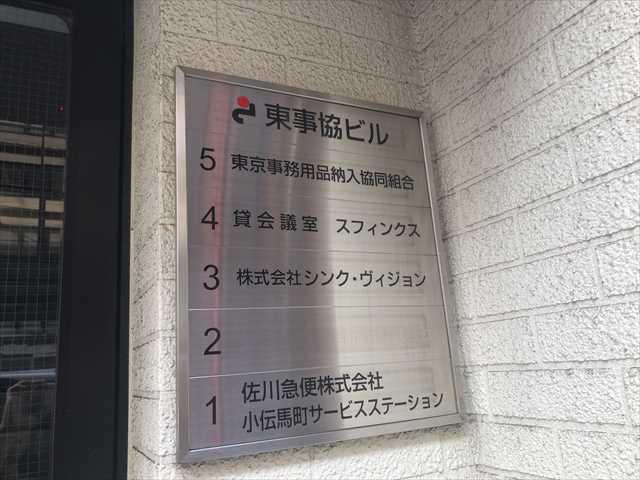 東事協ビル
5 東京事務用品納入協同組合
4 貸会議室 スフィンクス
3 株式会社シンク・ヴィジョン
2
1 佐川急便株式会社
小伝馬町サービスステーション